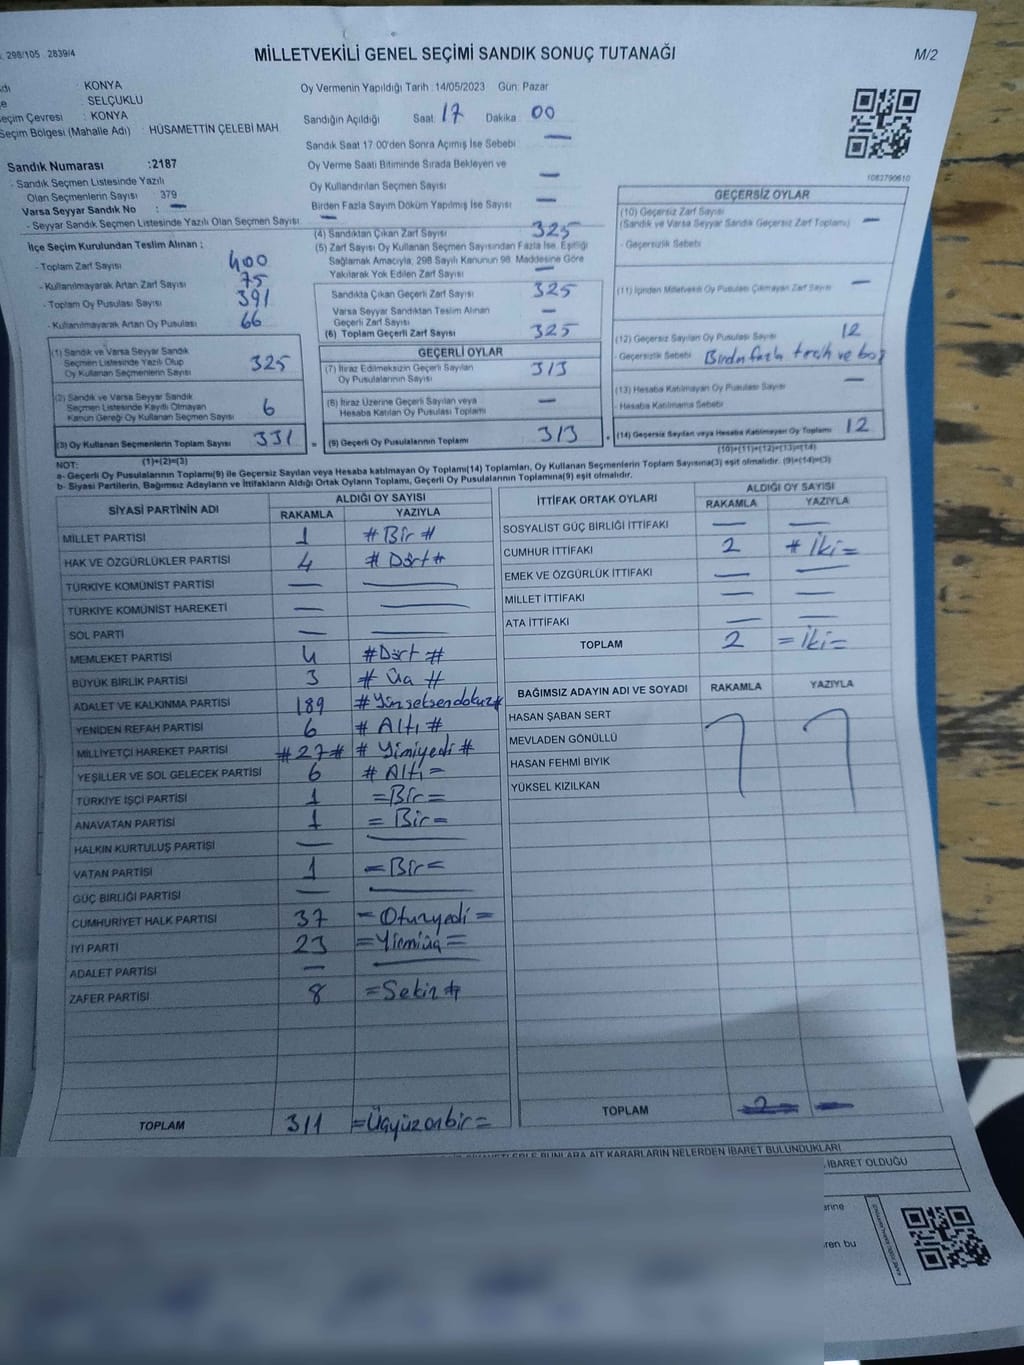 298/105 2839/4
MİLLETVEKİLİ GENEL SEÇİMİ SANDIK SONUÇ TUTANAĞI
M/2
KONYA
SELÇUKLU
Seçim Çevresi : KONYA
Seçim Bölgesi (Mahalle Adı) : HÜSAMETTİN ÇELEBİ MAH
Sandık Numarası :2187
- Sandık Seçmen Listesinde Yazılı
Olan Seçmenlerin Sayısı 379
Varsa Seyyar Sandık No : —
- Seyyar Sandık Seçmen Listesinde Yazılı Olan Seçmen Sayısı: —
İlçe Seçim Kurulundan Teslim Alınan ;
- Toplam Zarf Sayısı 400
- Kullanılmayarak Artan Zarf Sayısı 75
- Toplam Oy Pusulası Sayısı 391
- Kullanılmayarak Artan Oy Pusulası 66
(1) Sandık ve Varsa Seyyar Sandık
Seçmen Listesinde Yazılı Olup
Oy Kullanan Seçmenlerin Sayısı 325
(2) Sandık ve Varsa Seyyar Sandık
Seçmen Listesinde Kayıtlı Olmayan
Kanun Gereği Oy Kullanan Seçmen Sayısı 6
(3) Oy Kullanan Seçmenlerin Toplam Sayısı 331
(1)+(2)=(3)
Oy Vermenin Yapıldığı Tarih :14/05/2023 Gün: Pazar
Sandığın Açıldığı Saat: 17 Dakika: 00
Sandık Saat 17:00'den Sonra Açılmış İse Sebebi —
Oy Verme Saati Bitiminde Sırada Bekleyen ve
Oy Kullandırılan Seçmen Sayısı —
Birden Fazla Sayım Döküm Yapılmış İse Sayısı —
(4) Sandıktan Çıkan Zarf Sayısı 325
(5) Zarf Sayısı Oy Kullanan Seçmen Sayısından Fazla İse, Eşitliği
Sağlamak Amacıyla, 298 Sayılı Kanunun 98. Maddesine Göre
Yakılarak Yok Edilen Zarf Sayısı —
Sandıkta Çıkan Geçerli Zarf Sayısı 325
Varsa Seyyar Sandıktan Teslim Alınan
Geçerli Zarf Sayısı —
(6) Toplam Geçerli Zarf Sayısı 325
GEÇERLİ OYLAR
(7) İtiraz Edilmeksizin Geçerli Sayılan
Oy Pusulalarının Sayısı 313
(8) İtiraz Üzerine Geçerli Sayılan veya
Hesaba Katılan Oy Pusulası Toplamı —
= (9) Geçerli Oy Pusulalarının Toplamı 313
1082790610
GEÇERSİZ OYLAR
(10) Geçersiz Zarf Sayısı
(Sandık ve Varsa Seyyar Sandık Geçersiz Zarf Toplamı) —
- Geçersizlik Sebebi
(11) İçinden Milletvekili Oy Pusulası Çıkmayan Zarf Sayısı —
(12) Geçersiz Sayılan Oy Pusulası Sayısı 12
- Geçersizlik Sebebi Birden fazla tercih ve boş
(13) Hesaba Katılmayan Oy Pusulası Sayısı —
- Hesaba Katılmama Sebebi
+ (14) Geçersiz Sayılan veya Hesaba Katılmayan Oy Toplamı 12
(10)+(11)+(12)+(13)=(14)
NOT:
a- Geçerli Oy Pusulalarının Toplamı(9) ile Geçersiz Sayılan veya Hesaba katılmayan Oy Toplamı(14) Toplamları, Oy Kullanan Seçmenlerin Toplam Sayısına(3) eşit olmalıdır. (9)+(14)=(3)
b- Siyasi Partilerin, Bağımsız Adayların ve İttifakların Aldığı Ortak Oyların Toplamı, Geçerli Oy Pusulalarının Toplamına(9) eşit olmalıdır.
SİYASİ PARTİNİN ADI ALDIĞI OY SAYISI
RAKAMLA YAZIYLA
MİLLET PARTİSİ 1 # Bir #
HAK VE ÖZGÜRLÜKLER PARTİSİ 4 # Dört #
TÜRKİYE KOMÜNİST PARTİSİ — —
TÜRKİYE KOMÜNİST HAREKETİ — —
SOL PARTİ — —
MEMLEKET PARTİSİ 4 # Dört #
BÜYÜK BİRLİK PARTİSİ 3 # Üç #
ADALET VE KALKINMA PARTİSİ 189 # Yüzseksendokuz #
YENİDEN REFAH PARTİSİ 6 # Altı #
MİLLİYETÇİ HAREKET PARTİSİ # 27 # # Yirmiyedi #
YEŞİLLER VE SOL GELECEK PARTİSİ 6 # Altı =
TÜRKİYE İŞÇİ PARTİSİ 1 = Bir =
ANAVATAN PARTİSİ 1 = Bir =
HALKIN KURTULUŞ PARTİSİ — —
VATAN PARTİSİ 1 = Bir =
GÜÇ BİRLİĞİ PARTİSİ — —
CUMHURİYET HALK PARTİSİ 37 = Otuzyedi =
İYİ PARTİ 23 = Yirmiüç =
ADALET PARTİSİ — —
ZAFER PARTİSİ 8 = Sekiz #
TOPLAM 311 = Üçyüzonbir =
İTTİFAK ORTAK OYLARI ALDIĞI OY SAYISI
RAKAMLA YAZIYLA
SOSYALİST GÜÇ BİRLİĞİ İTTİFAKI — —
CUMHUR İTTİFAKI 2 # İki =
EMEK VE ÖZGÜRLÜK İTTİFAKI — —
MİLLET İTTİFAKI — —
ATA İTTİFAKI — —
TOPLAM 2 = İki =
BAĞIMSIZ ADAYIN ADI VE SOYADI RAKAMLA YAZIYLA
HASAN ŞABAN SERT
MEVLADEN GÖNÜLLÜ
HASAN FEHMİ BIYIK
YÜKSEL KIZILKAN
TOPLAM
BUNLARA AİT KARARLARIN NELERDEN İBARET BULUNDUKLARI
İBARET OLDUĞU
ren bu